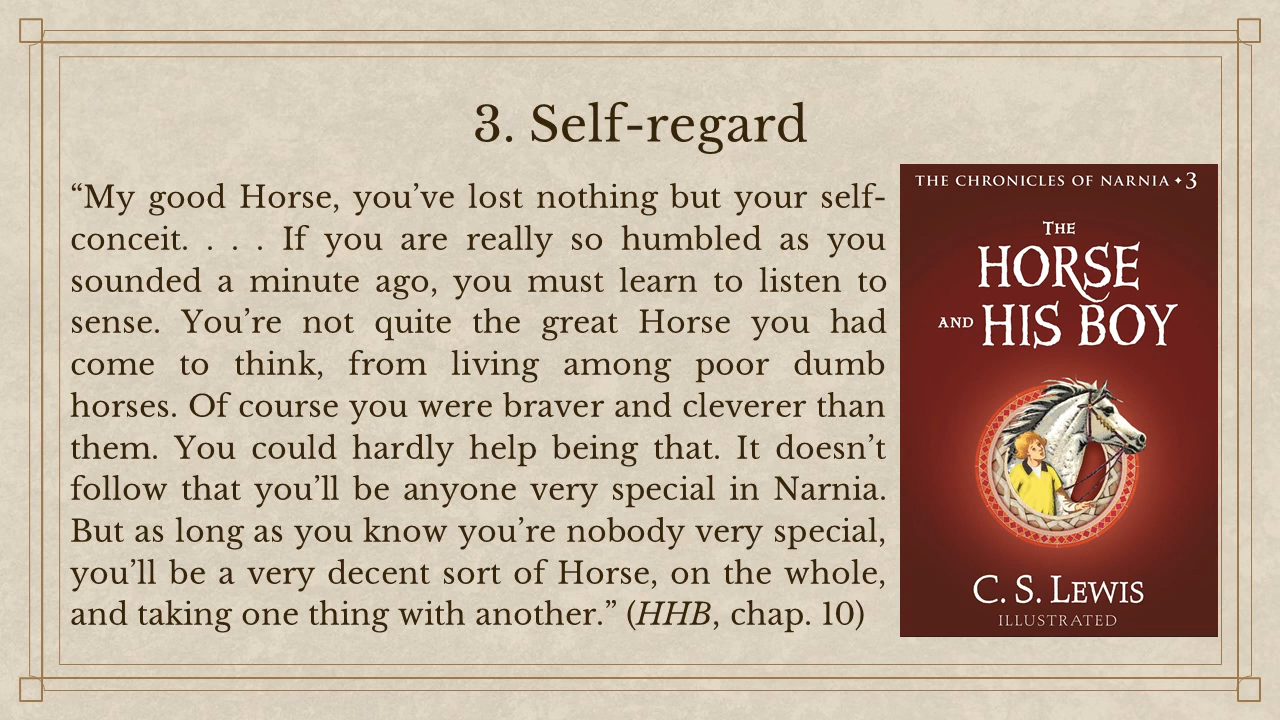 3. Self-regard
“My good Horse, you’ve lost nothing but your self-
conceit. . . . If you are really so humbled as you
sounded a minute ago, you must learn to listen to
sense. You’re not quite the great Horse you had
come to think, from living among poor dumb
horses. Of course you were braver and cleverer than
them. You could hardly help being that. It doesn’t
follow that you’ll be anyone very special in Narnia.
But as long as you know you’re nobody very special,
you’ll be a very decent sort of Horse, on the whole,
and taking one thing with another.” (HHB, chap. 10)
THE CHRONICLES OF NARNIA ✦ 3
THE
HORSE
AND HIS BOY
C. S. LEWIS
ILLUSTRATED